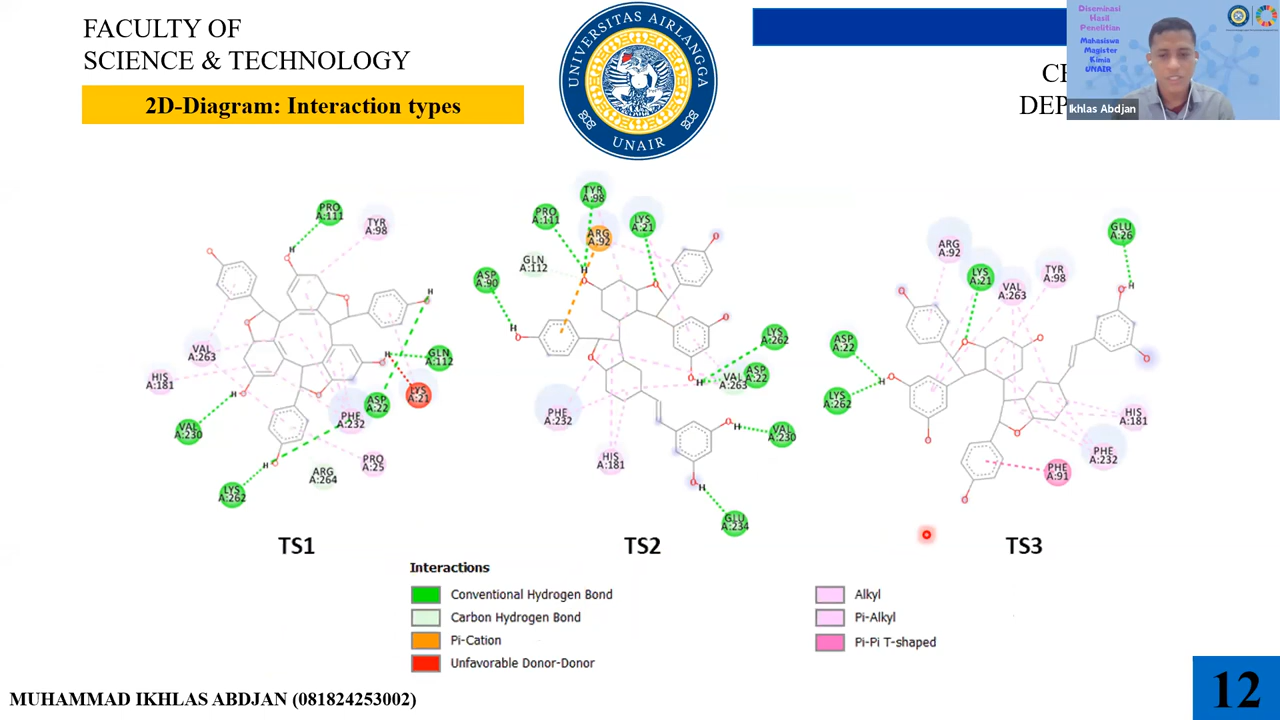 FACULTY OF
SCIENCE & TECHNOLOGY
2D-Diagram: Interaction types
UNIVERSITAS AIRLANGGA
UNAIR
Diseminasi
Hasil
Penelitian
Mahasiswa
Magister
Kimia
UNAIR
Ikhlas Abdjan
PRO
A:111
TYR
A:98
VAL
A:263
HIS
A:181
VAL
A:230
LYS
A:262
ARG
A:264
PRO
A:25
PHE
A:232
ASP
A:22
LYS
A:21
GLN
A:112
H
H
H
H
H
O
O
O
O
O
O
O
O
O
TS1
TYR
A:98
PRO
A:111
ARG
A:92
LYS
A:21
GLN
A:112
ASP
A:90
LYS
A:262
VAL
A:263
ASP
A:22
PHE
A:232
HIS
A:181
VAL
A:230
GLU
A:234
H
H
H
H
H
O
O
O
O
O
O
O
O
O
TS2
GLU
A:26
ARG
A:92
LYS
A:21
VAL
A:263
TYR
A:98
ASP
A:22
LYS
A:262
HIS
A:181
PHE
A:232
PHE
A:91
H
H
O
O
O
O
O
O
O
O
O
TS3
Interactions
Conventional Hydrogen Bond
Carbon Hydrogen Bond
Pi-Cation
Unfavorable Donor-Donor
Alkyl
Pi-Alkyl
Pi-Pi T-shaped
MUHAMMAD IKHLAS ABDJAN (081824253002)
12